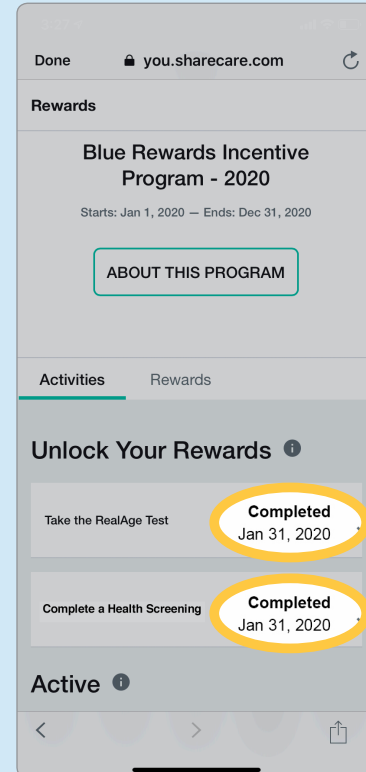 Done you.sharecare.com
Rewards
Blue Rewards Incentive
Program - 2020
Starts: Jan 1, 2020 — Ends: Dec 31, 2020
ABOUT THIS PROGRAM
Activities Rewards
Unlock Your Rewards
Take the RealAge Test Completed
Jan 31, 2020
Complete a Health Screening Completed
Jan 31, 2020
Active